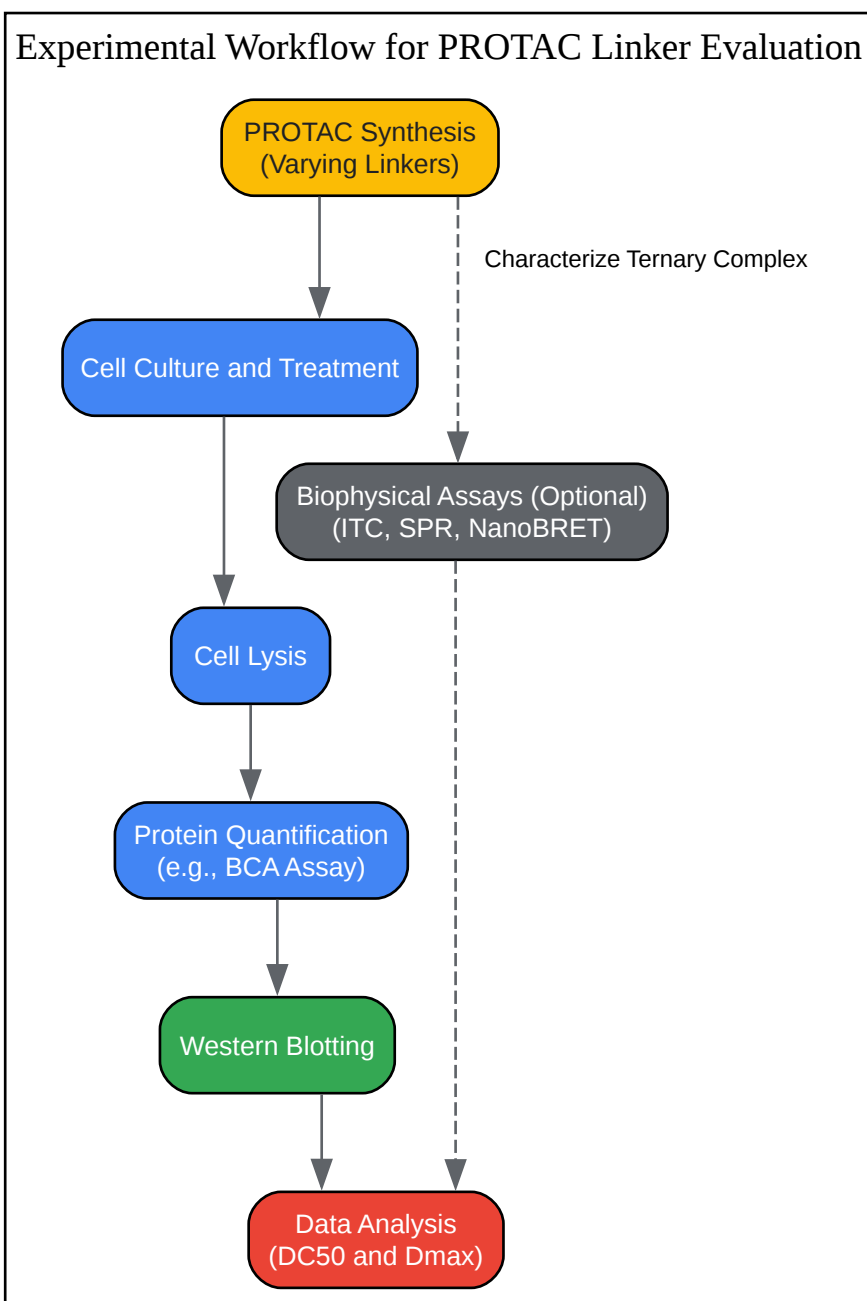 Experimental Workflow for PROTAC Linker Evaluation
PROTAC Synthesis
(Varying Linkers)
Characterize Ternary Complex
Cell Culture and Treatment
Biophysical Assays (Optional)
(ITC, SPR, NanoBRET)
Cell Lysis
Protein Quantification
(e.g., BCA Assay)
Western Blotting
Data Analysis
(DC50 and Dmax)